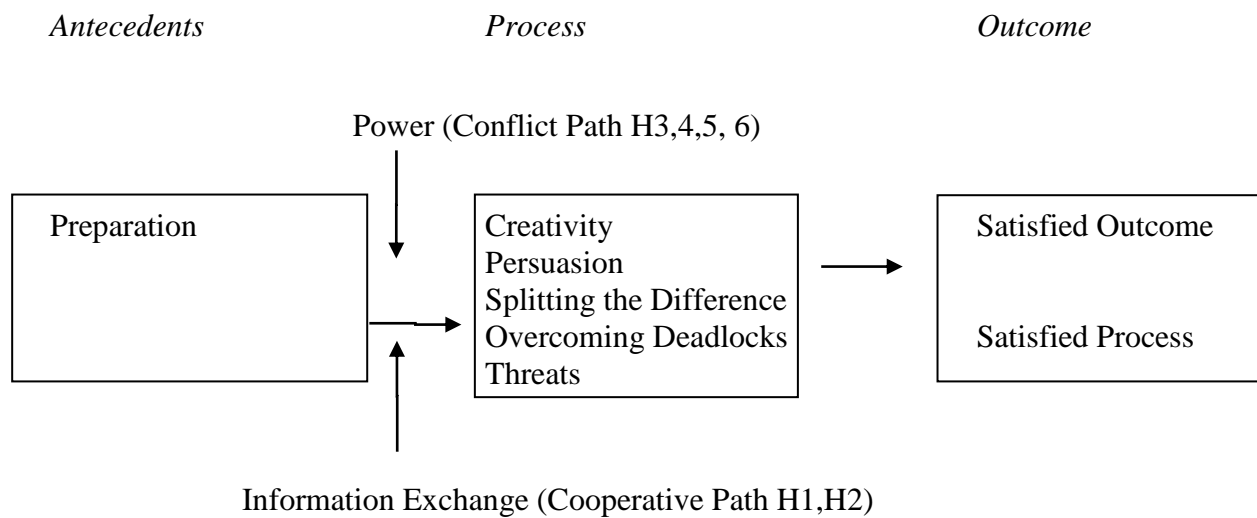 Antecedents Process Outcome
Power (Conflict Path H3,4,5, 6)
Preparation
Creativity
Persuasion
Splitting the Difference
Overcoming Deadlocks
Threats
Satisfied Outcome
Satisfied Process
Information Exchange (Cooperative Path H1,H2)